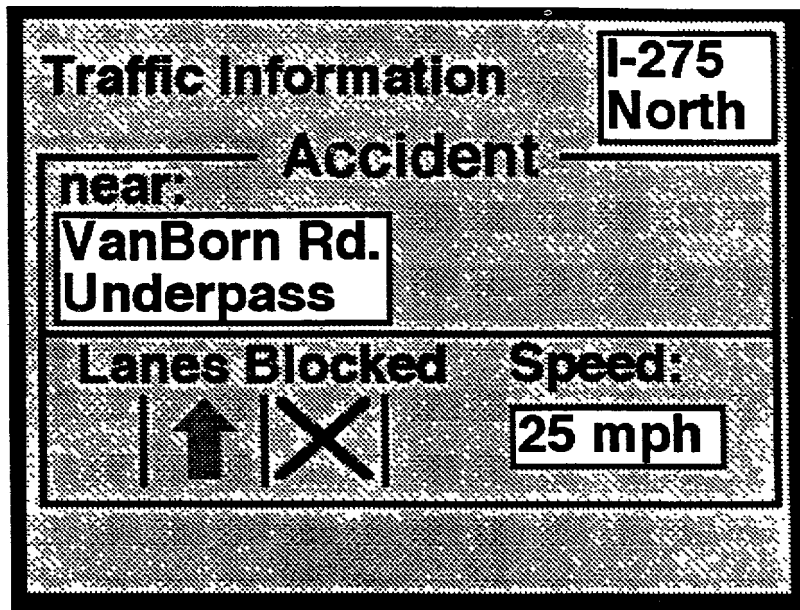 Traffic Information
I-275
North
Accident
near:
VanBorn Rd.
Underpass
Lanes Blocked
Speed:
25 mph